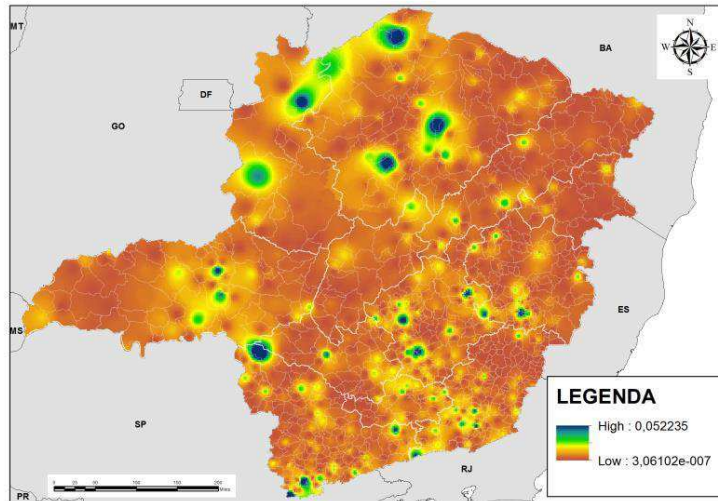 MT
BA
N
W E
S
DF
GO
MS
ES
SP
RJ
PR
LEGENDA
High : 0,052235
Low : 3,06102e-007